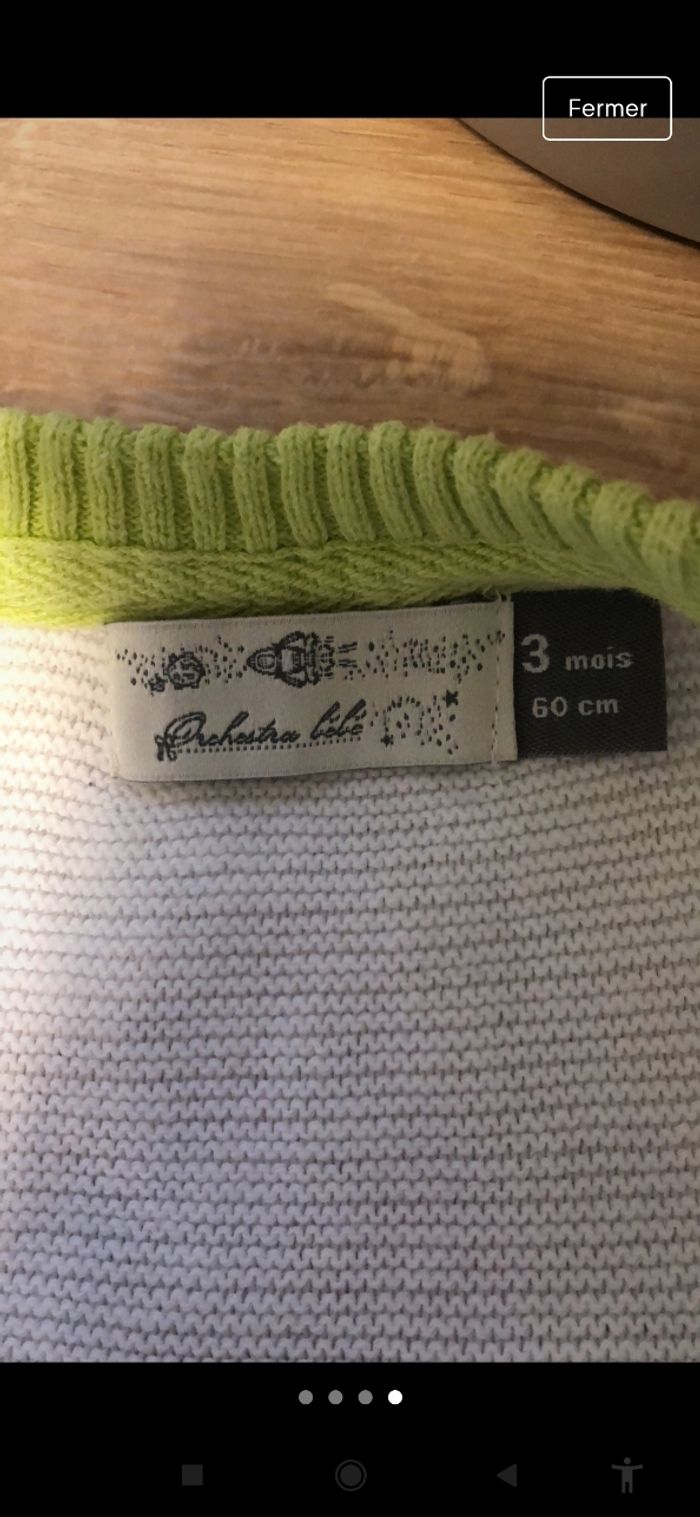 Fermer
3 mois
60 cm
Orchestra bébé